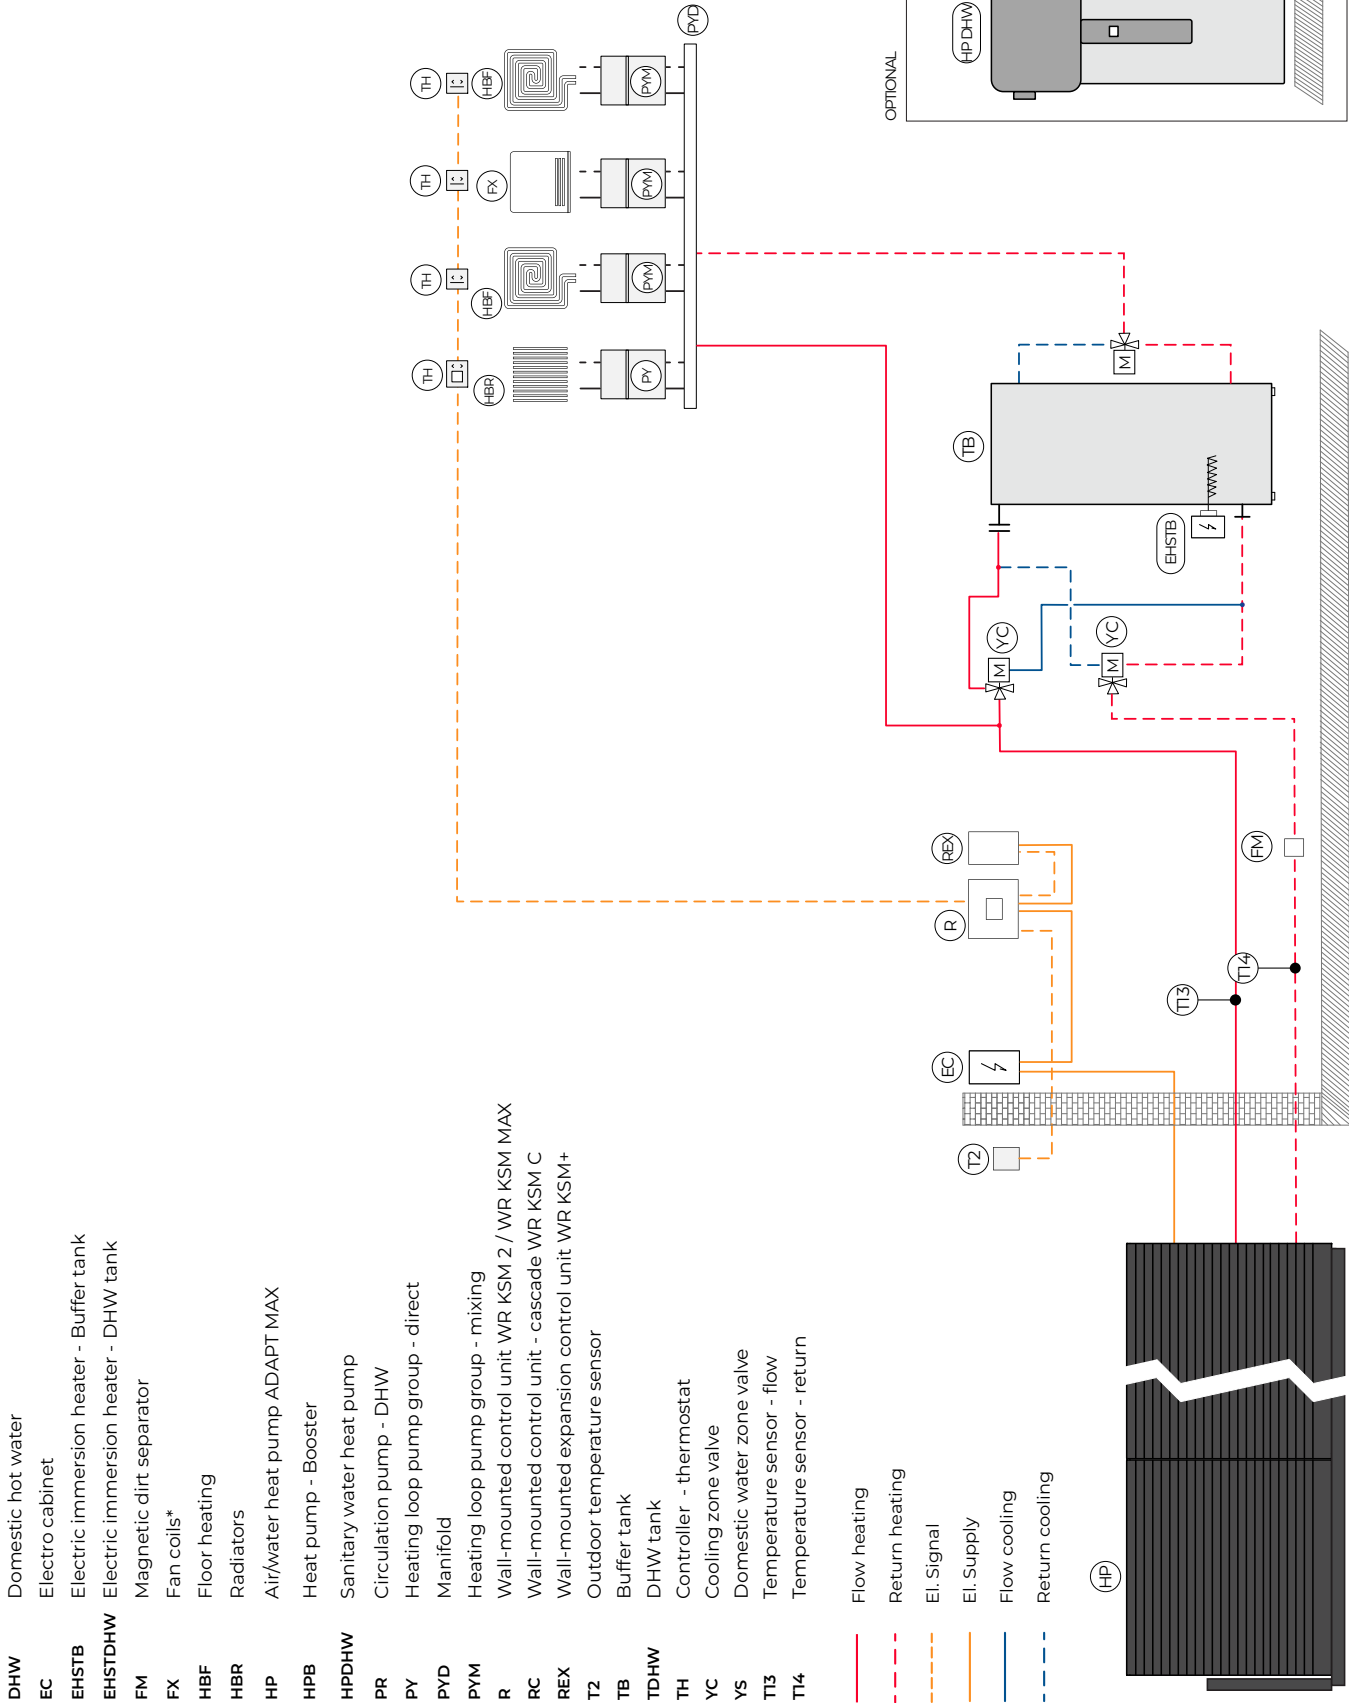 DHW Domestic hot water
EC Electro cabinet
EHSTB Electric immersion heater - Buffer tank
EHSTDHW Electric immersion heater - DHW tank
FM Magnetic dirt separator
FX Fan coils*
HBF Floor heating
HBR Radiators
HP Air/water heat pump ADAPT MAX
HPB Heat pump - Booster
HPDHW Sanitary water heat pump
PR Circulation pump - DHW
PY Heating loop pump group - direct
PYD Manifold
PYM Heating loop pump group - mixing
R Wall-mounted control unit WR KSM 2 / WR KSM MAX
RC Wall-mounted control unit - cascade WR KSM C
REX Wall-mounted expansion control unit WR KSM+
T2 Outdoor temperature sensor
TB Buffer tank
TDHW DHW tank
TH Controller - thermostat
YC Cooling zone valve
YS Domestic water zone valve
T13 Temperature sensor - flow
T14 Temperature sensor - return
Flow heating
Return heating
El. Signal
El. Supply
Flow cooling
Return cooling
HP
T2
EC
R
REX
T13
T14
FM
YC
YC
M
M
EHSTB
TB
M
TH
TH
TH
TH
HBR
HBF
FX
HBF
PY
PYM
PYM
PYM
PYD
OPTIONAL
HP DHW